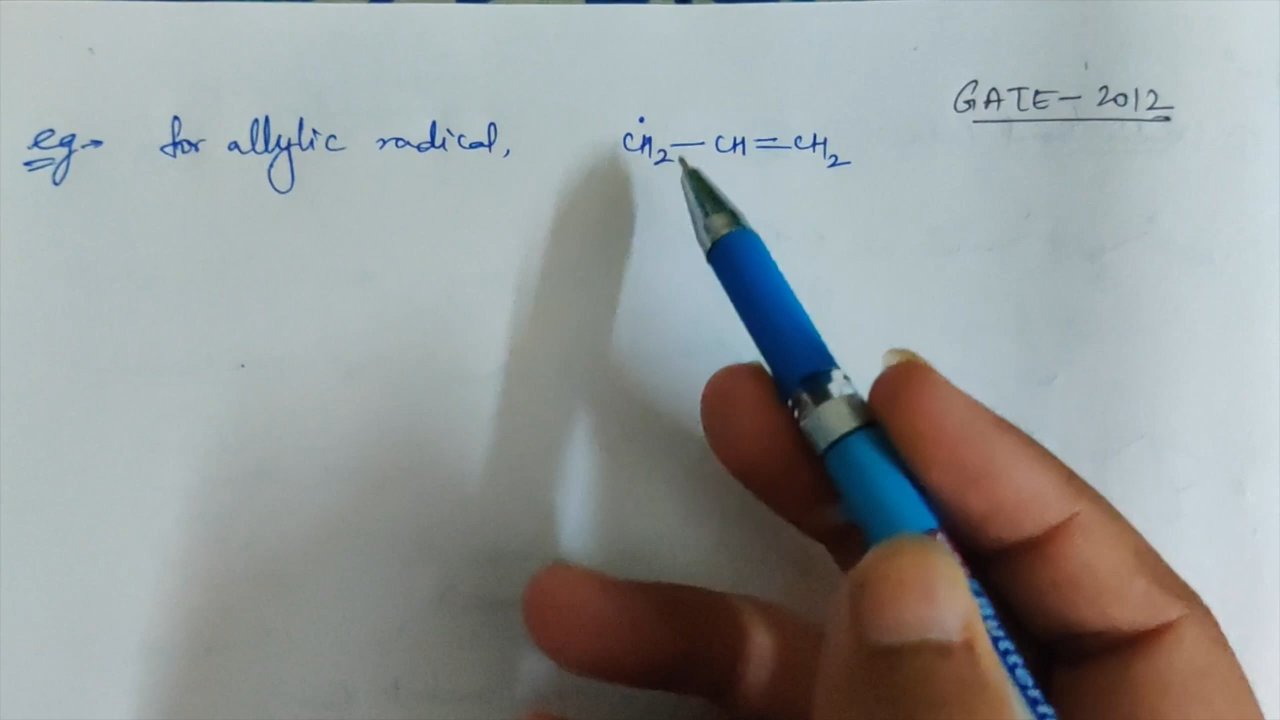 GATE-2012
eg→ for allylic radical, ĊH₂—CH=CH₂